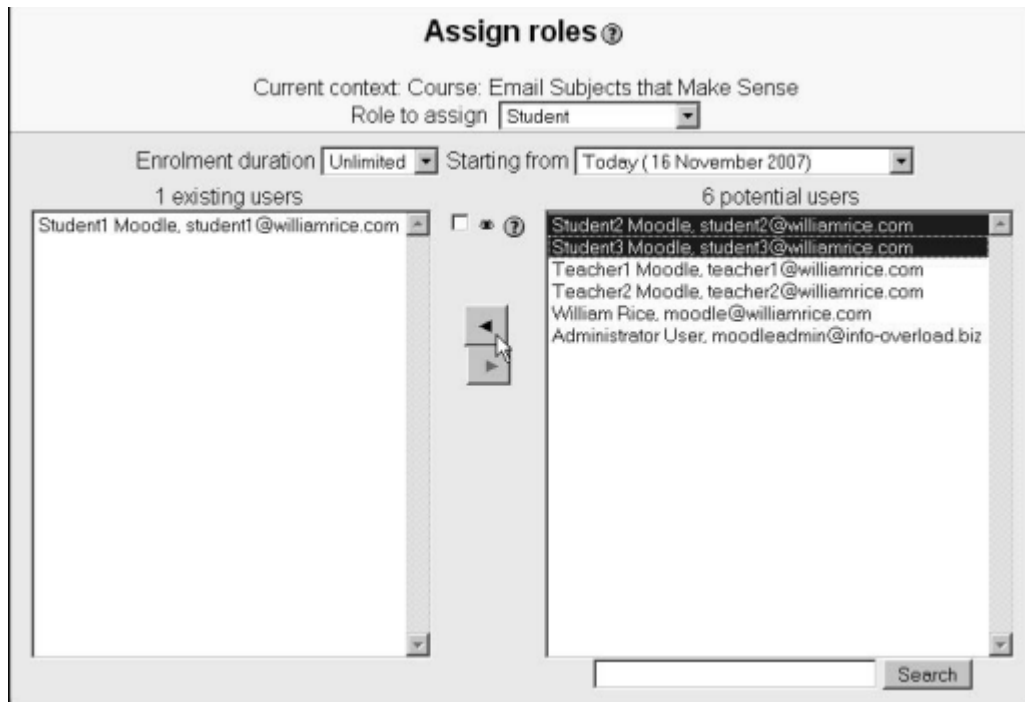 Assign roles ?
Current context: Course: Email Subjects that Make Sense
Role to assign Student
Enrolment duration Unlimited Starting from Today ( 16 November 2007)
1 existing users
6 potential users
Student1 Moodle, student1@williamrice.com
?
Student2 Moodle, student2@williamrice.com
Student3 Moodle, student3@williamrice.com
Teacher1 Moodle, teacher1@williamrice.com
Teacher2 Moodle, teacher2@williamrice.com
William Rice, moodle@williamrice.com
Administrator User, moodleadmin@info-overload.biz
Search